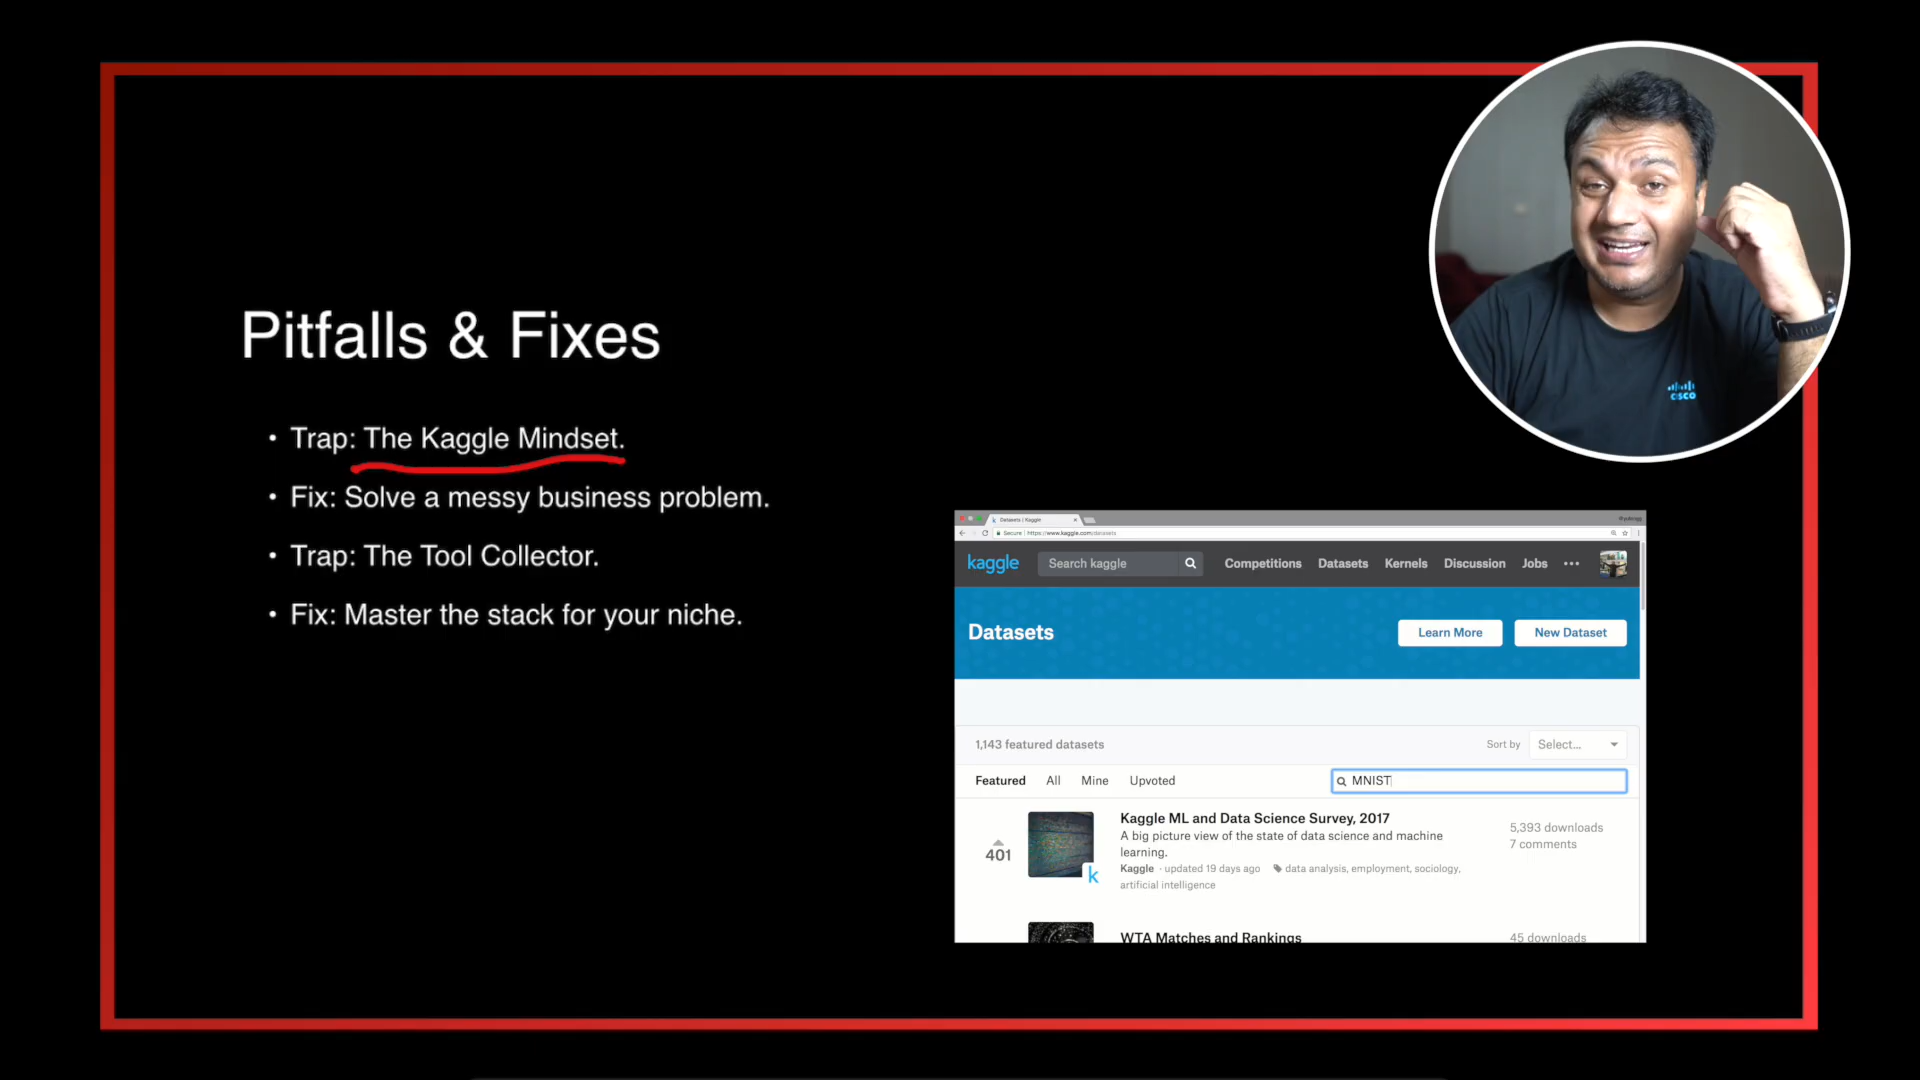 Pitfalls & Fixes
• Trap: The Kaggle Mindset.
• Fix: Solve a messy business problem.
• Trap: The Tool Collector.
• Fix: Master the stack for your niche.
cisco
Datasets | Kaggle
Secure https://www.kaggle.com/datasets
kaggle Search kaggle Competitions Datasets Kernels Discussion Jobs
Datasets Learn More New Dataset
1,143 featured datasets Sort by Select...
Featured All Mine Upvoted MNIST
401
k
Kaggle ML and Data Science Survey, 2017
A big picture view of the state of data science and machine
learning.
Kaggle · updated 19 days ago data analysis, employment, sociology,
artificial intelligence
5,393 downloads
7 comments
WTA Matches and Rankings 45 downloads